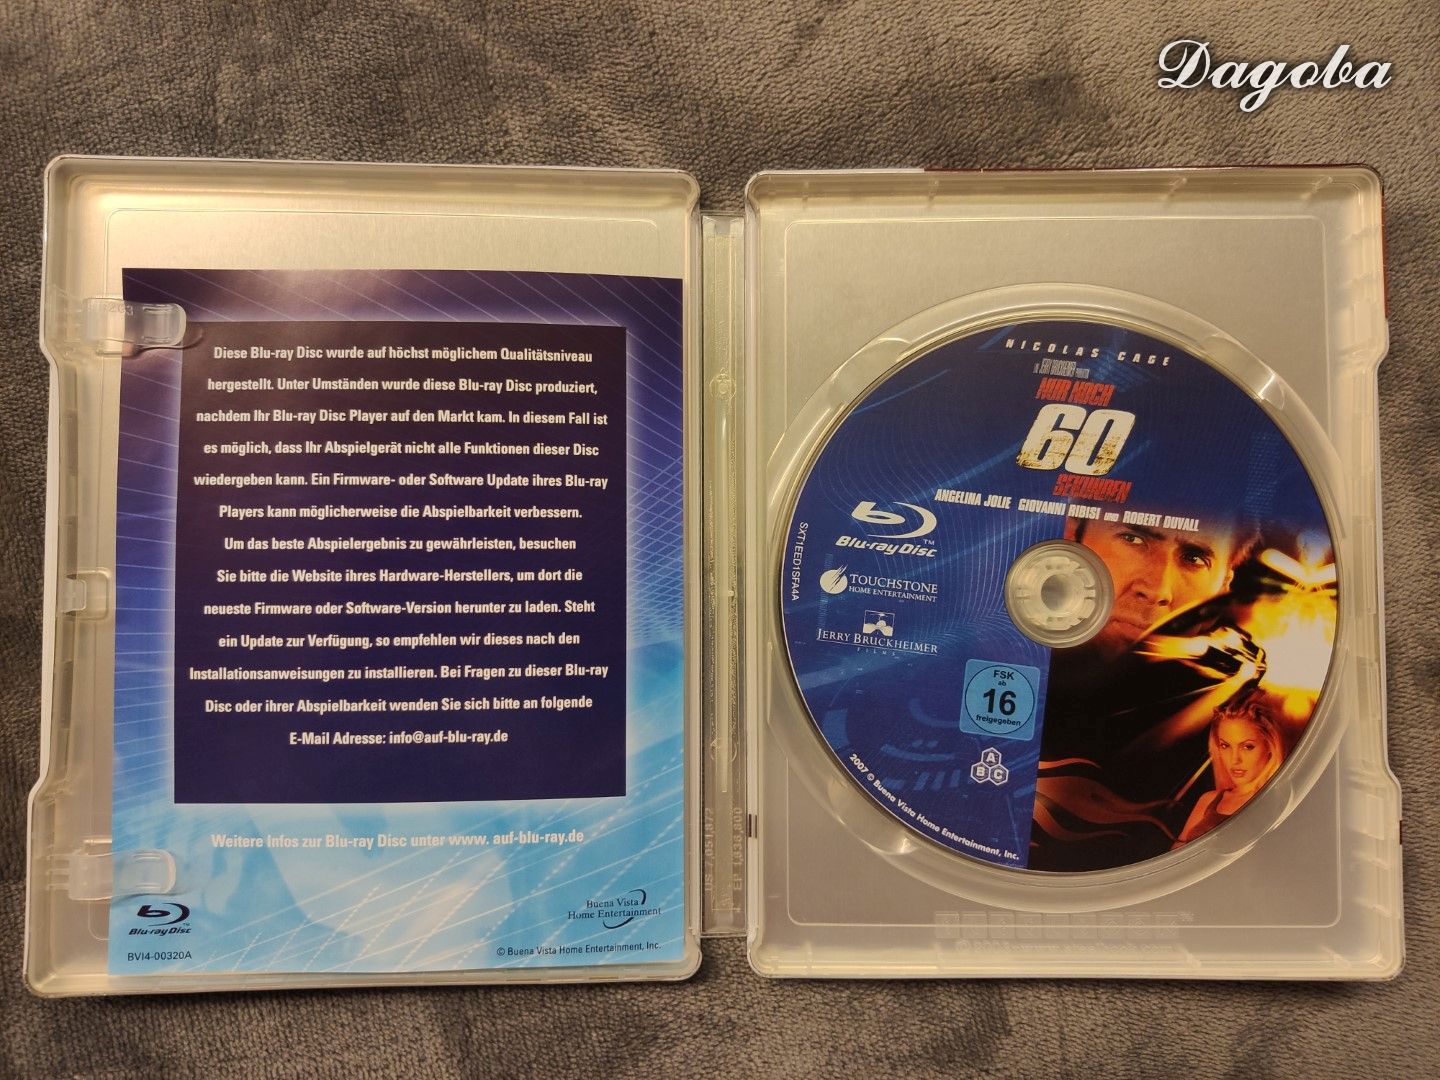 Dagoba
Diese Blu-ray Disc wurde auf höchst möglichem Qualitätsniveau
hergestellt. Unter Umständen wurde diese Blu-ray Disc produziert,
nachdem Ihr Blu-ray Disc Player auf den Markt kam. In diesem Fall ist
es möglich, dass Ihr Abspielgerät nicht alle Funktionen dieser Disc
wiedergeben kann. Ein Firmware- oder Software Update ihres Blu-ray
Players kann möglicherweise die Abspielbarkeit verbessern.
Um das beste Abspielergebnis zu gewährleisten, besuchen
Sie bitte die Website ihres Hardware-Herstellers, um dort die
neueste Firmware oder Software-Version herunter zu laden. Steht
ein Update zur Verfügung, so empfehlen wir dieses nach den
Installationsanweisungen zu installieren. Bei Fragen zu dieser Blu-ray
Disc oder ihrer Abspielbarkeit wenden Sie sich bitte an folgende
E-Mail Adresse: info@auf-blu-ray.de
Weitere Infos zur Blu-ray Disc unter www. auf-blu-ray.de
Blu-ray Disc TM
BVI4-00320A
Buena Vista
Home Entertainment
© Buena Vista Home Entertainment, Inc.
NICOLAS CAGE
JERRY BRUCKHEIMER
NUR NOCH
60
SEKUNDEN
ANGELINA JOLIE GIOVANNI RIBISI UND ROBERT DUVALL
Blu-ray Disc TM
SXT1EED1SFA4A
TOUCHSTONE
HOME ENTERTAINMENT
JERRY BRUCKHEIMER
FILMS
FSK
ab
16
freigegeben
A
B C
2007 © Buena Vista Home Entertainment, Inc.